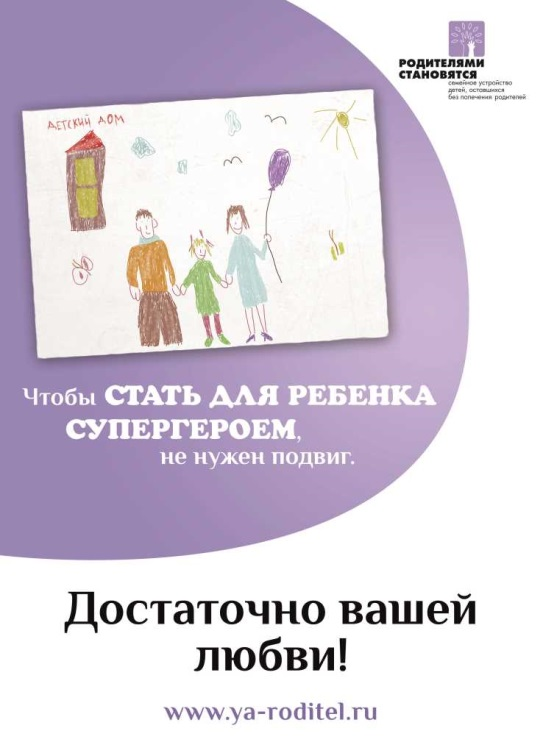 РОДИТЕЛЯМИ
СТАНОВЯТСЯ
семейное устройство
детей, оставшихся
без попечения родителей
ДЕТСКИЙ ДОМ
Чтобы СТАТЬ ДЛЯ РЕБЕНКА
СУПЕРГЕРОЕМ,
не нужен подвиг.
Достаточно вашей
любви!
www.ya-roditel.ru